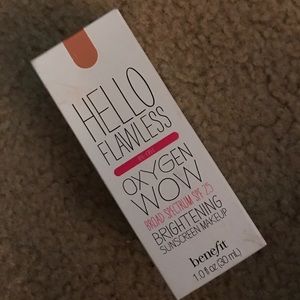 HELLO
FLAWLESS
OXYGEN
WOW
BROAD SPECTRUM SPF 25
BRIGHTENING
SUNSCREEN MAKEUP
benefit
1.0 fl oz (30 mL)